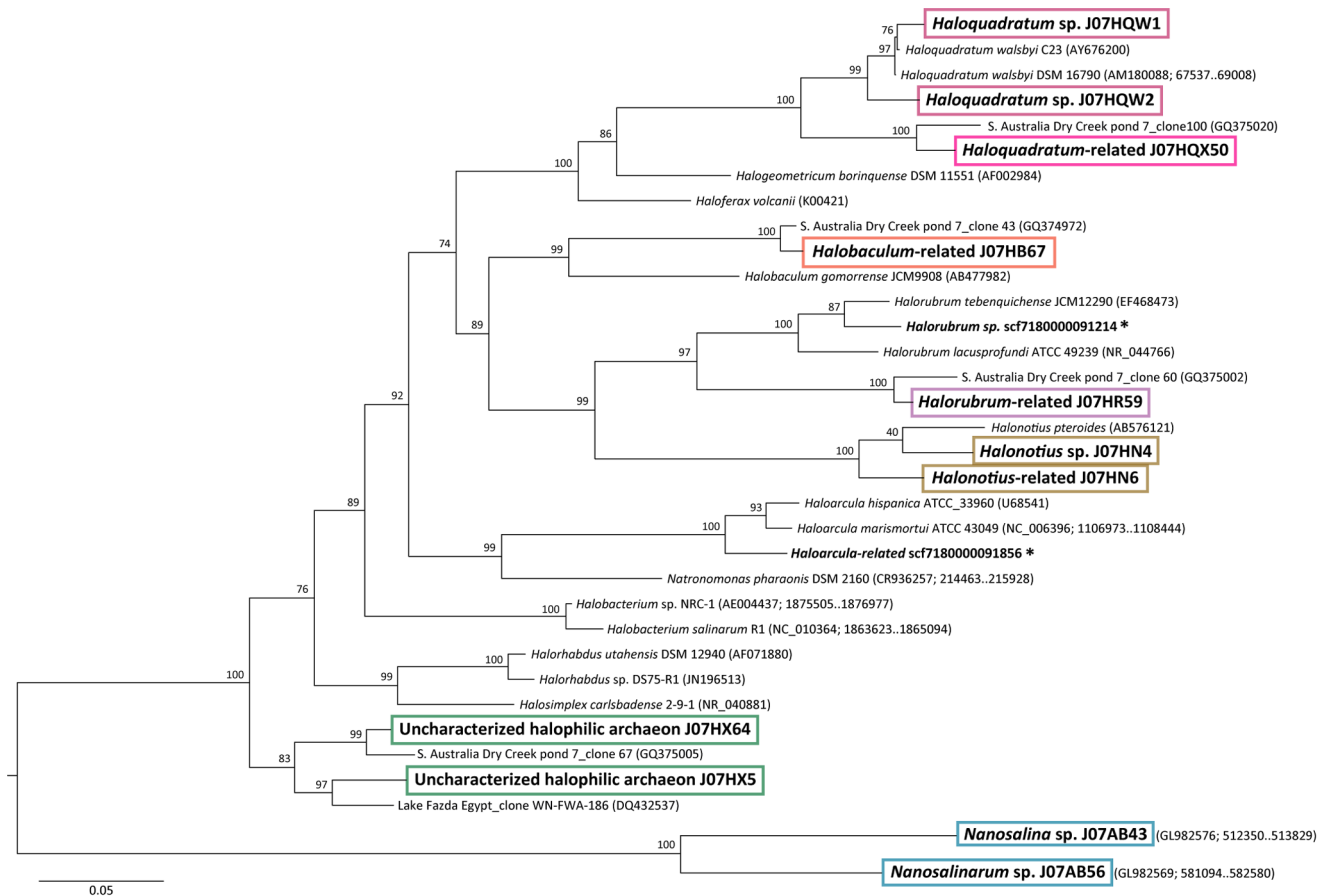 Haloquadratum sp. J07HQW1
76
Haloquadratum walsbyi C23 (AY676200)
97
Haloquadratum walsbyi DSM 16790 (AM180088; 67537..69008)
99
Haloquadratum sp. J07HQW2
100
S. Australia Dry Creek pond 7_clone100 (GQ375020)
100
Haloquadratum-related J07HQX50
86
100
Halogeometricum borinquense DSM 11551 (AF002984)
Haloferax volcanii (K00421)
S. Australia Dry Creek pond 7_clone 43 (GQ374972)
100
Halobaculum-related J07HB67
74
99
Halobaculum gomorrense JCM9908 (AB477982)
Halorubrum tebenquichense JCM12290 (EF468473)
87
Halorubrum sp. scf7180000091214 *
89
100
Halorubrum lacusprofundi ATCC 49239 (NR_044766)
97
S. Australia Dry Creek pond 7_clone 60 (GQ375002)
100
Halorubrum-related J07HR59
92
99
Halonotius pteroides (AB576121)
40
Halonotius sp. J07HN4
100
Halonotius-related J07HN6
Haloarcula hispanica ATCC_33960 (U68541)
93
89
Haloarcula marismortui ATCC 43049 (NC_006396; 1106973..1108444)
100
Haloarcula-related scf7180000091856 *
99
Natronomonas pharaonis DSM 2160 (CR936257; 214463..215928)
76
Halobacterium sp. NRC-1 (AE004437; 1875505..1876977)
100
Halobacterium salinarum R1 (NC_010364; 1863623..1865094)
Halorhabdus utahensis DSM 12940 (AF071880)
100
Halorhabdus sp. DS75-R1 (JN196513)
100
99
Halosimplex carlsbadense 2-9-1 (NR_040881)
Uncharacterized halophilic archaeon J07HX64
99
S. Australia Dry Creek pond 7_clone 67 (GQ375005)
83
Uncharacterized halophilic archaeon J07HX5
97
Lake Fazda Egypt_clone WN-FWA-186 (DQ432537)
Nanosalina sp. J07AB43 (GL982576; 512350..513829)
100
Nanosalinarum sp. J07AB56 (GL982569; 581094..582580)
0.05